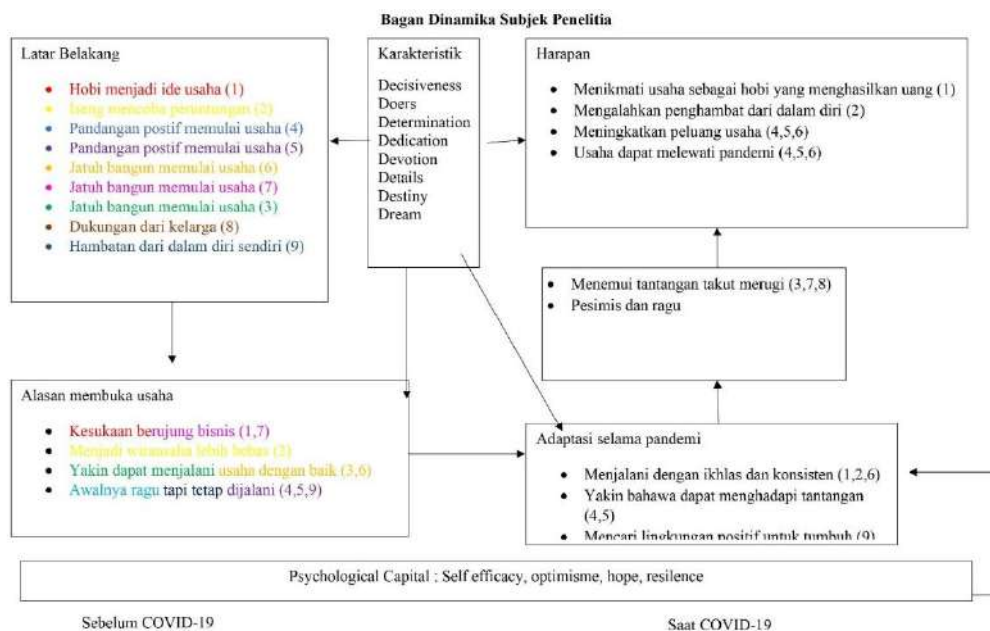 Bagan Dinamika Subjek Penelitia
Latar Belakang
Hobi menjadi ide usaha (1)
Iseng mencoba peruntungan (2)
Pandangan postif memulai usaha (4)
Pandangan postif memulai usaha (5)
Jatuh bangun memulai usaha (6)
Jatuh bangun memulai usaha (7)
Jatuh bangun memulai usaha (3)
Dukungan dari kelarga (8)
Hambatan dari dalam diri sendiri (9)
Karakteristik
Decisiveness
Doers
Determination
Dedication
Devotion
Details
Destiny
Dream
Harapan
Menikmati usaha sebagai hobi yang menghasilkan uang (1)
Mengalahkan penghambat dari dalam diri (2)
Meningkatkan peluang usaha (4,5,6)
Usaha dapat melewati pandemi (4,5,6)
Menemui tantangan takut merugi (3,7,8)
Pesimis dan ragu
Alasan membuka usaha
Kesukaan berujung bisnis (1,7)
Menjadi wirausaha lebih bebas (2)
Yakin dapat menjalani usaha dengan baik (3,6)
Awalnya ragu tapi tetap dijalani (4,5,9)
Adaptasi selama pandemi
Menjalani dengan ikhlas dan konsisten (1,2,6)
Yakin bahawa dapat menghadapi tantangan
(4,5)
Mencari lingkungan positif untuk tumbuh (9)
Psychological Capital : Self efficacy, optimisme, hope, resilence
Sebelum COVID-19
Saat COVID-19